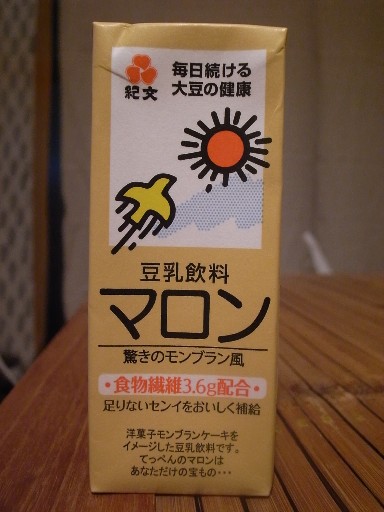 紀文
毎日続ける
大豆の健康
豆乳飲料
マロン
驚きのモンブラン風
・食物繊維3.6g配合・
足りないセンイをおいしく補給
洋菓子モンブランケーキを
イメージした豆乳飲料です。
てっぺんのマロンは
あなただけの宝もの・・・